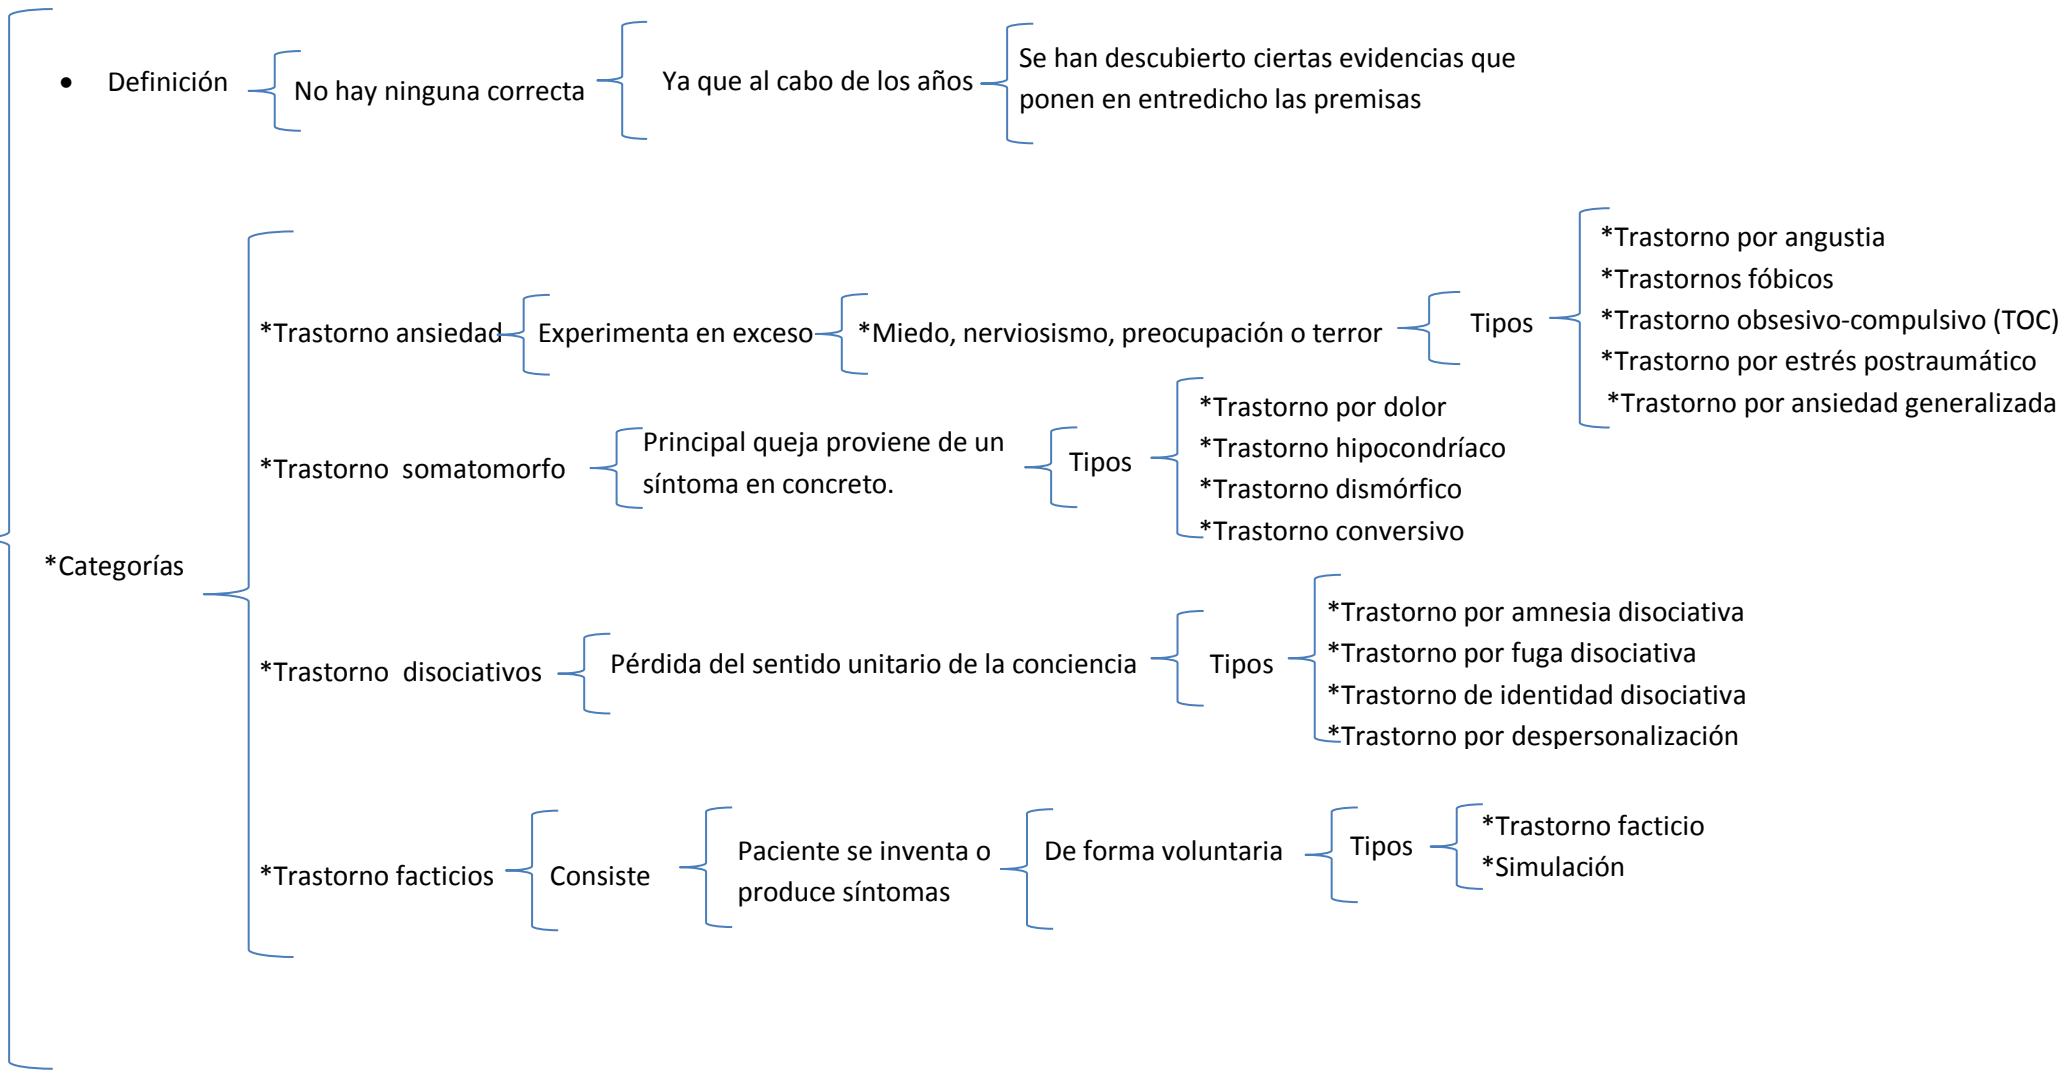 • Definición
No hay ninguna correcta
Ya que al cabo de los años
Se han descubierto ciertas evidencias que
ponen en entredicho las premisas
*Categorías
*Trastorno ansiedad
Experimenta en exceso
*Miedo, nerviosismo, preocupación o terror
Tipos
*Trastorno por angustia
*Trastornos fóbicos
*Trastorno obsesivo-compulsivo (TOC)
*Trastorno por estrés postraumático
*Trastorno por ansiedad generalizada
*Trastorno somatomorfo
Principal queja proviene de un
síntoma en concreto.
Tipos
*Trastorno por dolor
*Trastorno hipocondríaco
*Trastorno dismórfico
*Trastorno conversivo
*Trastorno disociativos
Pérdida del sentido unitario de la conciencia
Tipos
*Trastorno por amnesia disociativa
*Trastorno por fuga disociativa
*Trastorno de identidad disociativa
*Trastorno por despersonalización
*Trastorno facticios
Consiste
Paciente se inventa o
produce síntomas
De forma voluntaria
Tipos
*Trastorno facticio
*Simulación